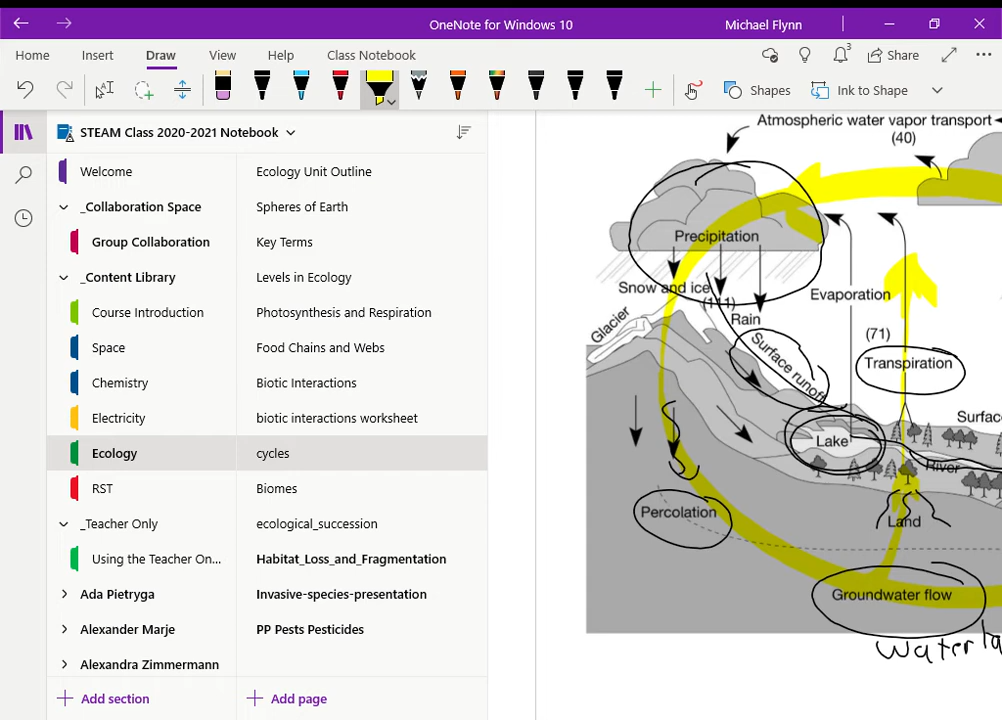 OneNote for Windows 10
Michael Flynn
Home Insert Draw View Help Class Notebook
3
Share
Shapes
Ink to Shape
STEAM Class 2020-2021 Notebook
Welcome
_Collaboration Space
Group Collaboration
_Content Library
Course Introduction
Space
Chemistry
Electricity
Ecology
RST
_Teacher Only
Using the Teacher On...
Ada Pietryga
Alexander Marje
Alexandra Zimmermann
Add section
Ecology Unit Outline
Spheres of Earth
Key Terms
Levels in Ecology
Photosynthesis and Respiration
Food Chains and Webs
Biotic Interactions
biotic interactions worksheet
cycles
Biomes
ecological_succession
Habitat_Loss_and_Fragmentation
Invasive-species-presentation
PP Pests Pesticides
Add page
Atmospheric water vapor transport
(40)
Precipitation
Snow and ice
(111)
Rain
Evaporation
Glacier
(71)
Transpiration
Surface runoff
Surfac
Lake
River
Percolation
Land
Groundwater flow
Water